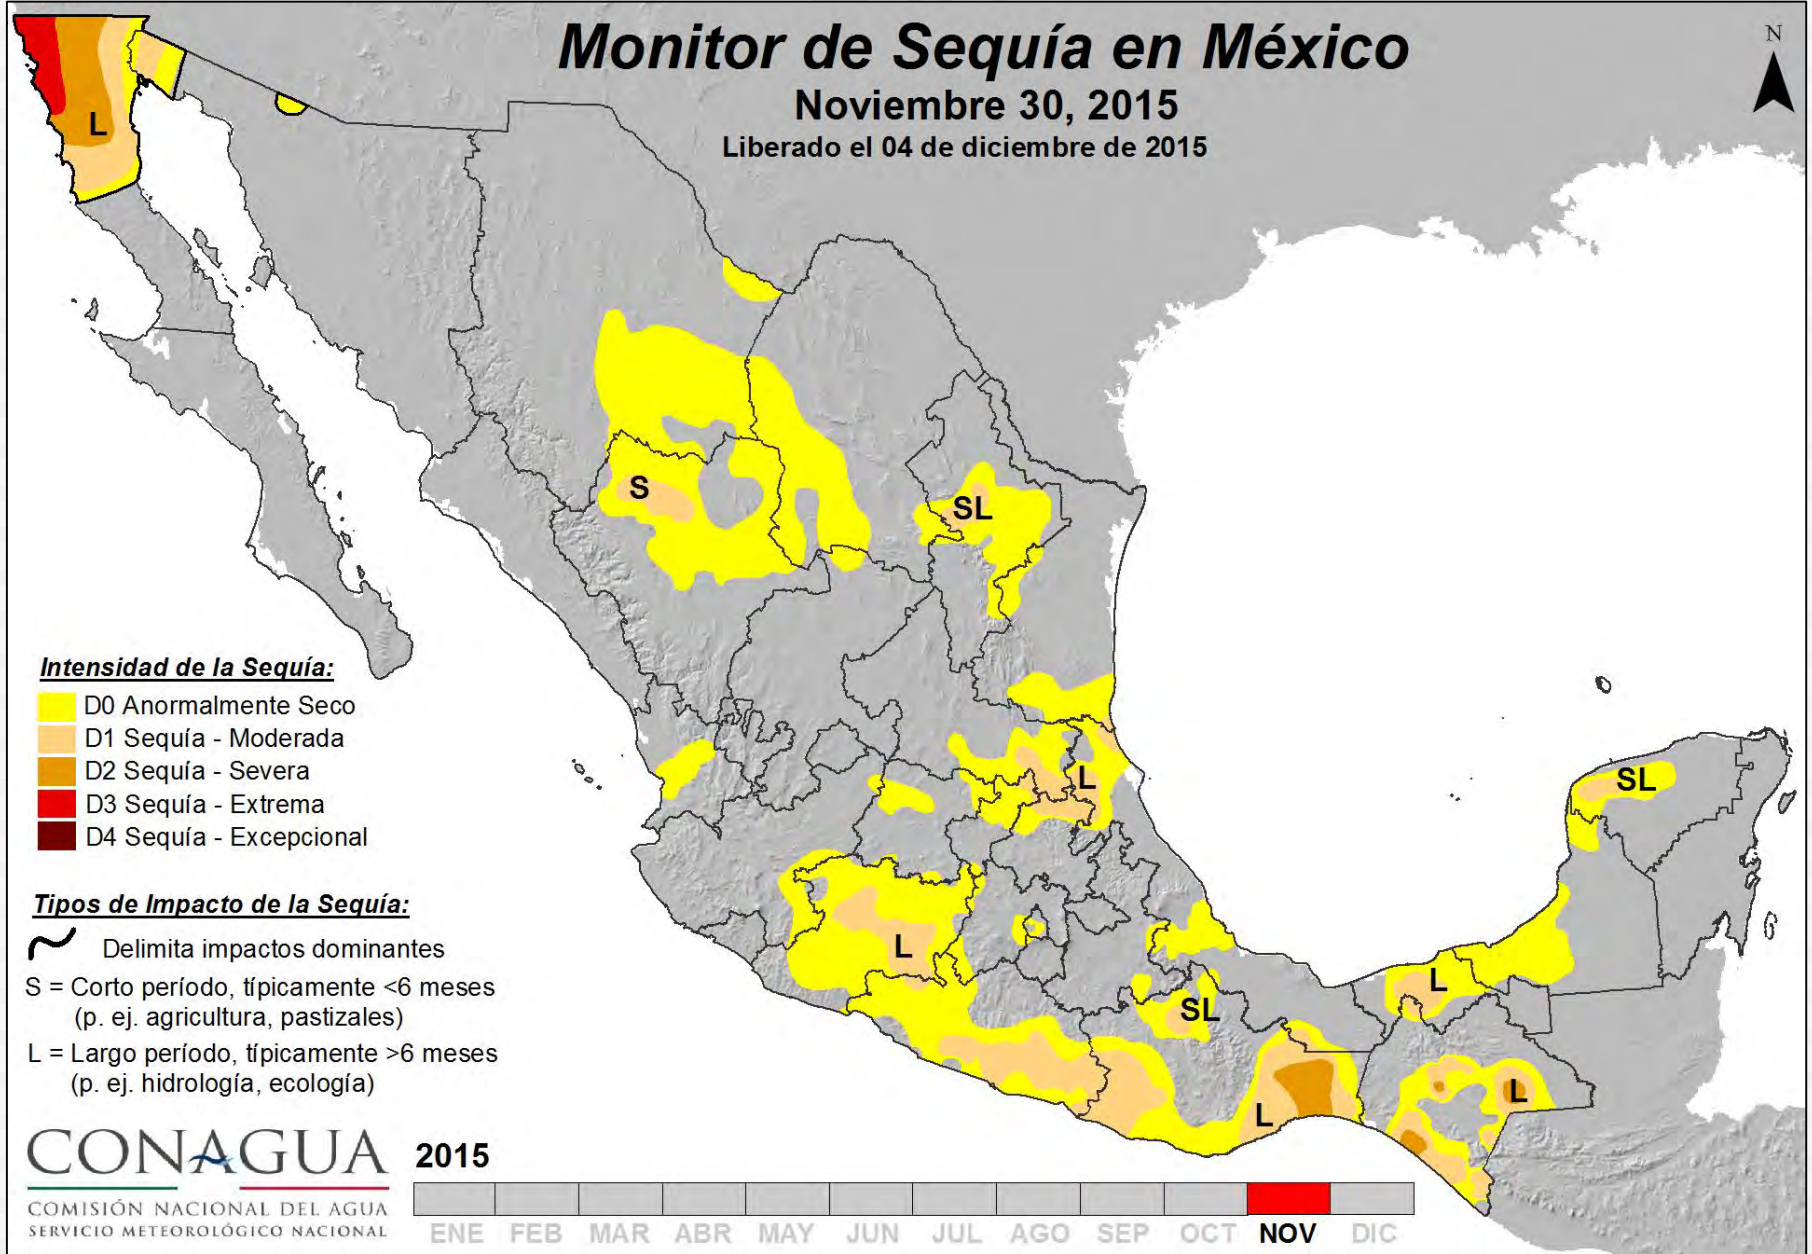 Monitor de Sequía en México
Noviembre 30, 2015
Liberado el 04 de diciembre de 2015
N
L
S
SL
L
SL
L
SL
L
L
L
Intensidad de la Sequía:
D0 Anormalmente Seco
D1 Sequía - Moderada
D2 Sequía - Severa
D3 Sequía - Extrema
D4 Sequía - Excepcional
Tipos de Impacto de la Sequía:
Delimita impactos dominantes
S = Corto período, típicamente <6 meses
(p. ej. agricultura, pastizales)
L = Largo período, típicamente >6 meses
(p. ej. hidrología, ecología)
CONAGUA
COMISIÓN NACIONAL DEL AGUA
SERVICIO METEOROLÓGICO NACIONAL
2015
ENE FEB MAR ABR MAY JUN JUL AGO SEP OCT NOV DIC